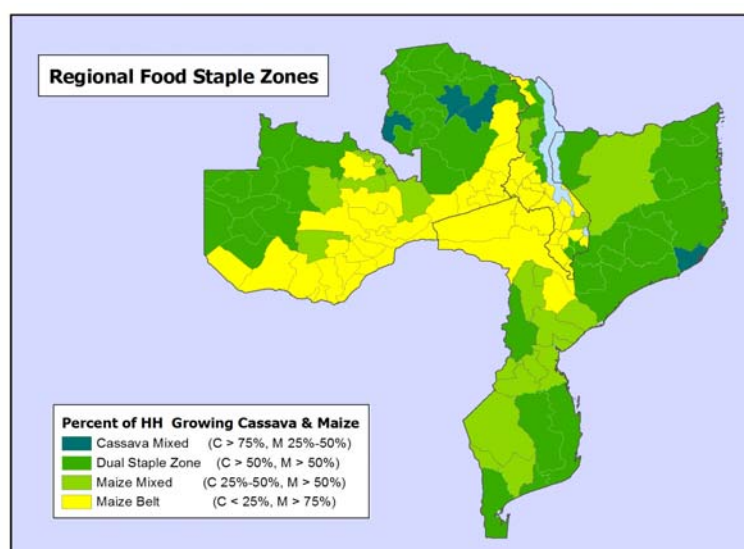 Regional Food Staple Zones
Percent of HH Growing Cassava & Maize
Cassava Mixed (C > 75%, M 25%-50%)
Dual Staple Zone (C > 50%, M > 50%)
Maize Mixed (C 25%-50%, M > 50%)
Maize Belt (C < 25%, M > 75%)